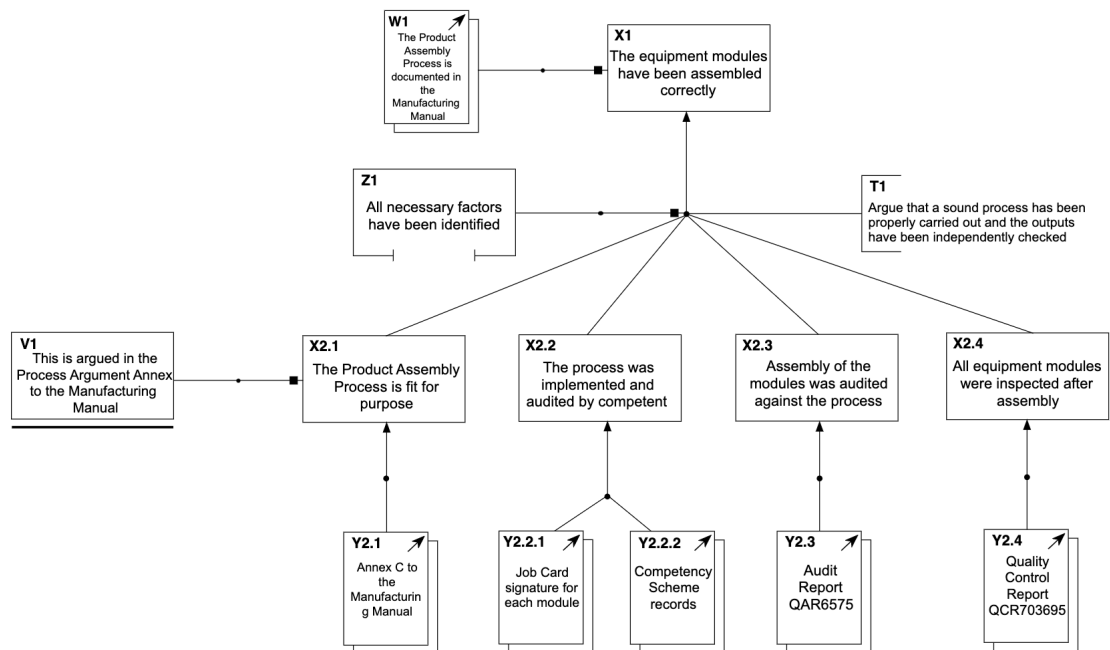 W1
The Product
Assembly
Process is
documented in
the
Manufacturing
Manual
X1
The equipment modules
have been assembled
correctly
Z1
All necessary factors
have been identified
T1
Argue that a sound process has been
properly carried out and the outputs
have been independently checked
V1
This is argued in the
Process Argument Annex
to the Manufacturing
Manual
X2.1
The Product Assembly
Process is fit for
purpose
X2.2
The process was
implemented and
audited by competent
X2.3
Assembly of the
modules was audited
against the process
X2.4
All equipment modules
were inspected after
assembly
Y2.1
Annex C to
the
Manufacturin
g Manual
Y2.2.1
Job Card
signature for
each module
Y2.2.2
Competency
Scheme
records
Y2.3
Audit
Report
QAR6575
Y2.4
Quality
Control
Report
QCR703695